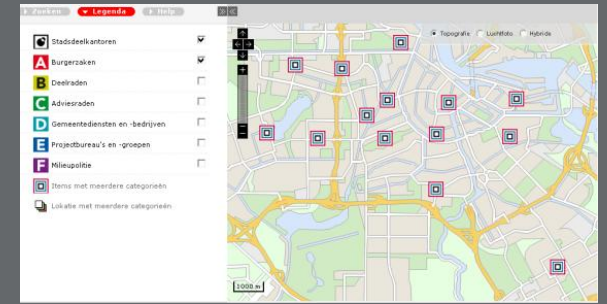 Zoeken Legenda Help
Topografie Luchtfoto Hybride
Stadsdeelkantoren
A Burgerzaken
B Deelraden
C Adviesraden
D Gemeentediensten en -bedrijven
E Projectbureau's en -groepen
F Milieupolitie
Items met meerdere categorieën
Lokatie met meerdere categorieën
1000 m